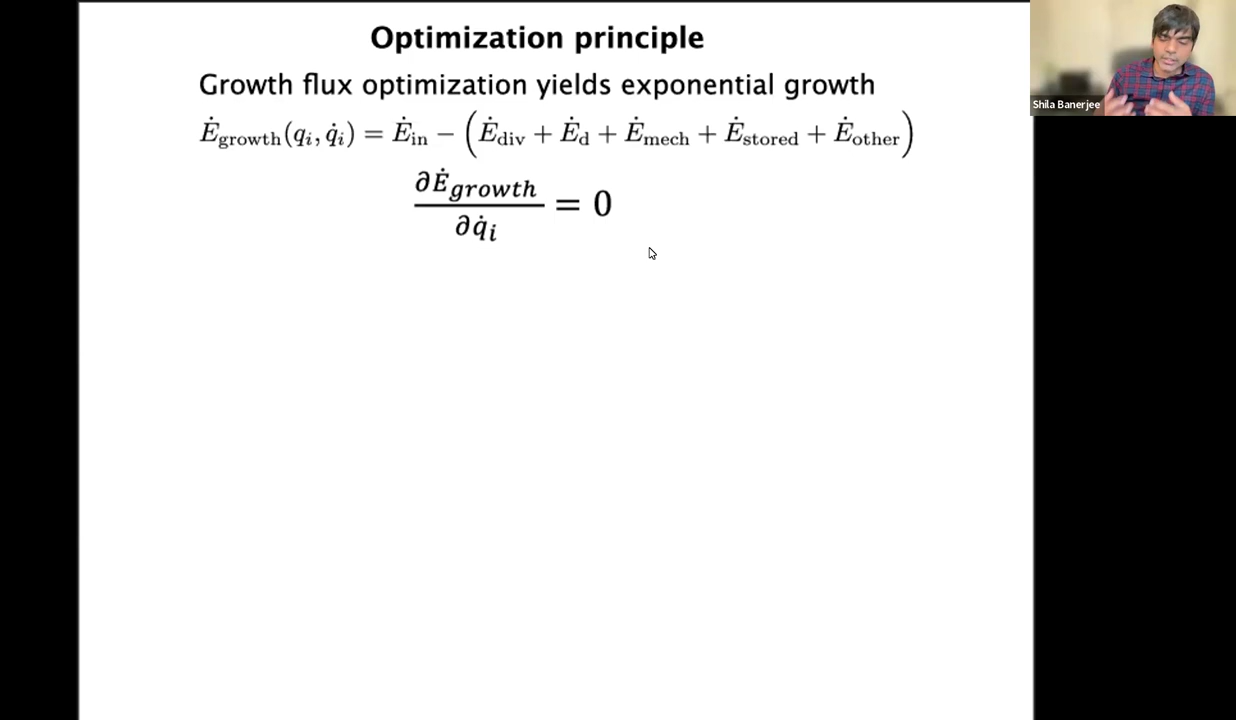 Optimization principle
Growth flux optimization yields exponential growth
Ė_growth(q_i, q̇_i) = Ė_in − (Ė_div + Ė_d + Ė_mech + Ė_stored + Ė_other)
∂Ė_growth / ∂q̇_i = 0
Shila Banerjee